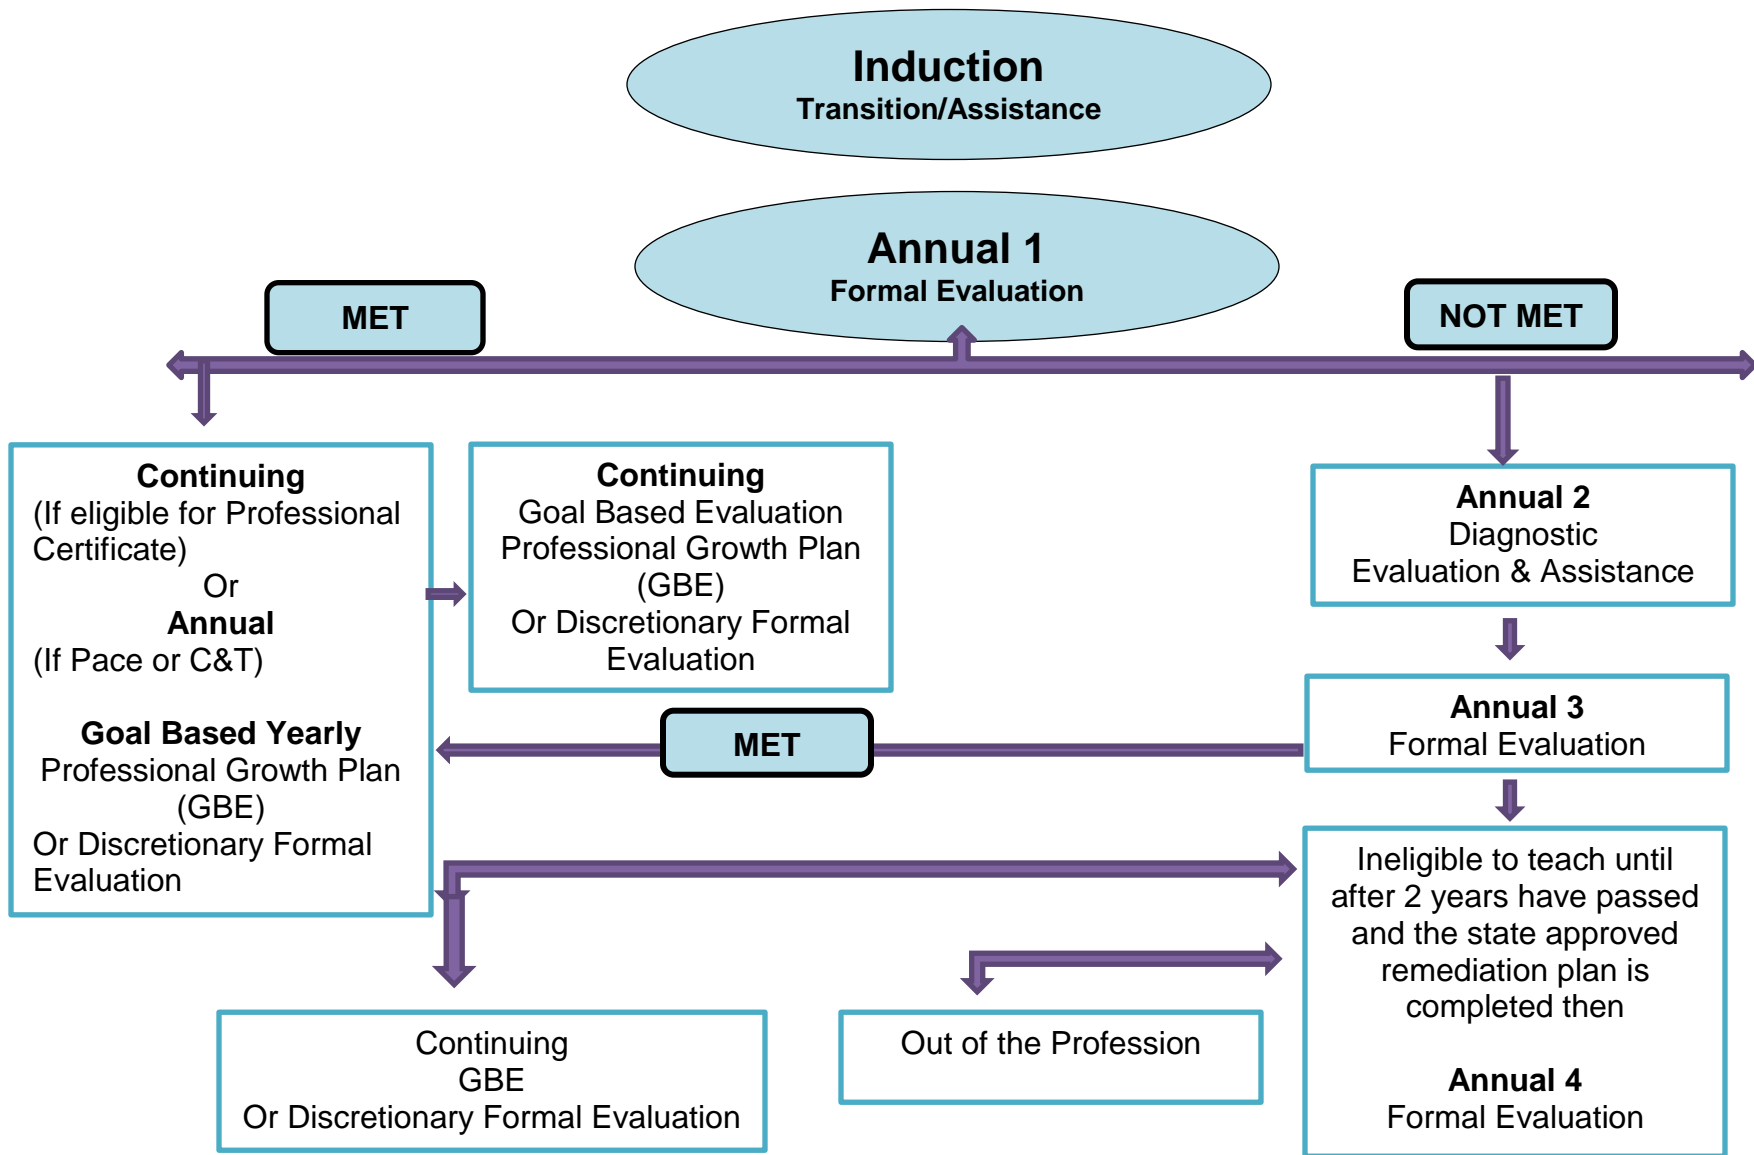 Induction
Transition/Assistance
Annual 1
Formal Evaluation
MET
NOT MET
Continuing
(If eligible for Professional
Certificate)
Or
Annual
(If Pace or C&T)
Goal Based Yearly
Professional Growth Plan
(GBE)
Or Discretionary Formal
Evaluation
Continuing
Goal Based Evaluation
Professional Growth Plan
(GBE)
Or Discretionary Formal
Evaluation
Annual 2
Diagnostic
Evaluation & Assistance
Annual 3
Formal Evaluation
MET
Ineligible to teach until
after 2 years have passed
and the state approved
remediation plan is
completed then
Annual 4
Formal Evaluation
Continuing
GBE
Or Discretionary Formal Evaluation
Out of the Profession